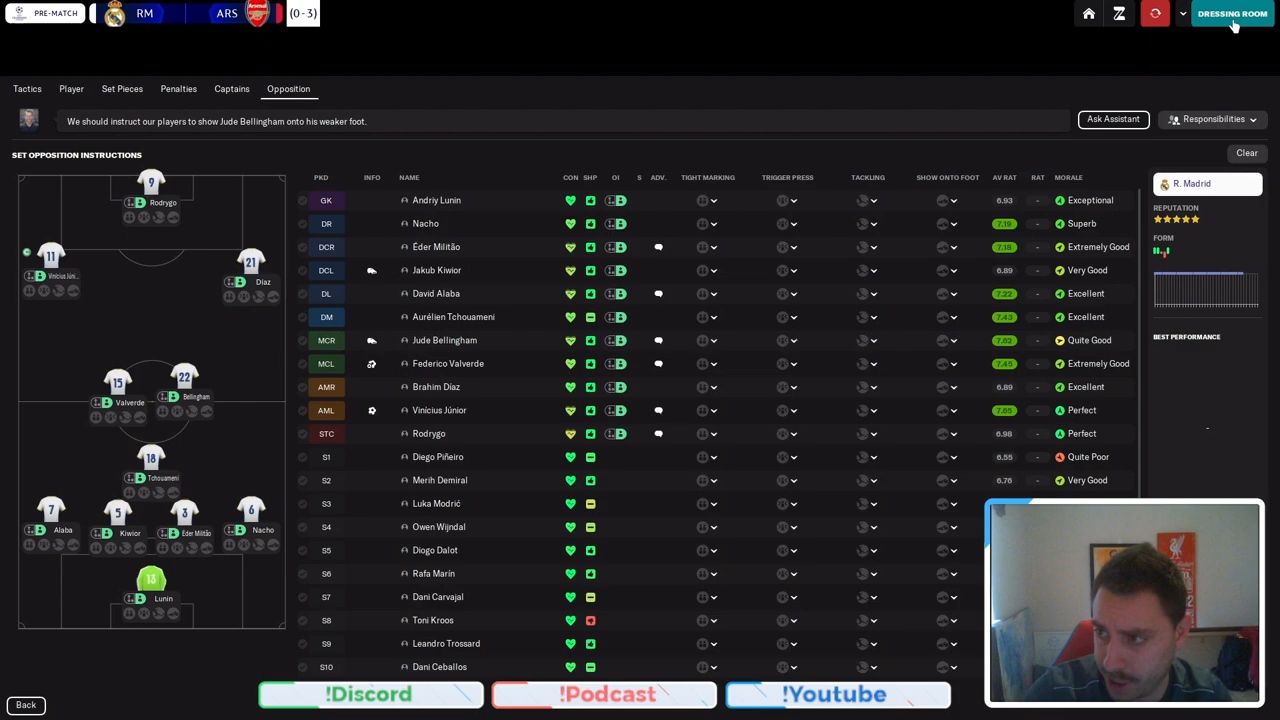 PRE-MATCH RM ARS (0-3) Z DRESSING ROOM
Tactics Player Set Pieces Penalties Captains Opposition
We should instruct our players to show Jude Bellingham onto his weaker foot. Ask Assistant Responsibilities
SET OPPOSITION INSTRUCTIONS Clear
PKD INFO NAME CON SHP OI S ADV. TIGHT MARKING TRIGGER PRESS TACKLING SHOW ONTO FOOT AV RAT RAT MORALE
GK Andriy Lunin 6.93 - Exceptional
DR Nacho 7.19 - Superb
DCR Éder Militão 7.18 - Extremely Good
DCL Jakub Kiwior 6.89 - Very Good
DL David Alaba 7.22 - Excellent
DM Aurélien Tchouameni 7.43 - Excellent
MCR Jude Bellingham 7.62 - Quite Good
MCL Federico Valverde 7.45 - Extremely Good
AMR Brahim Díaz 6.89 - Excellent
AML Vinícius Júnior 7.65 - Perfect
STC Rodrygo 6.98 - Perfect
S1 Diego Piñeiro 6.55 - Quite Poor
S2 Merih Demiral 6.76 - Very Good
S3 Luka Modrić
S4 Owen Wijndal
S5 Diogo Dalot
S6 Rafa Marín
S7 Dani Carvajal
S8 Toni Kroos
S9 Leandro Trossard
S10 Dani Ceballos
9
Rodrygo
11
Vinícius Júni...
21
Díaz
15
Valverde
22
Bellingham
18
Tchouameni
7
Alaba
5
Kiwior
3
Éder Militão
6
Nacho
13
Lunin
R. Madrid
REPUTATION
FORM
BEST PERFORMANCE
-
!Discord !Podcast !Youtube
Back